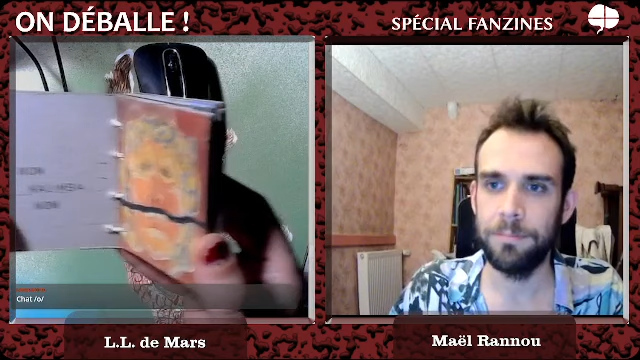 ON DÉBALLE !
SPÉCIAL FANZINES
Chat /o/
L.L. de Mars
Maël Rannou